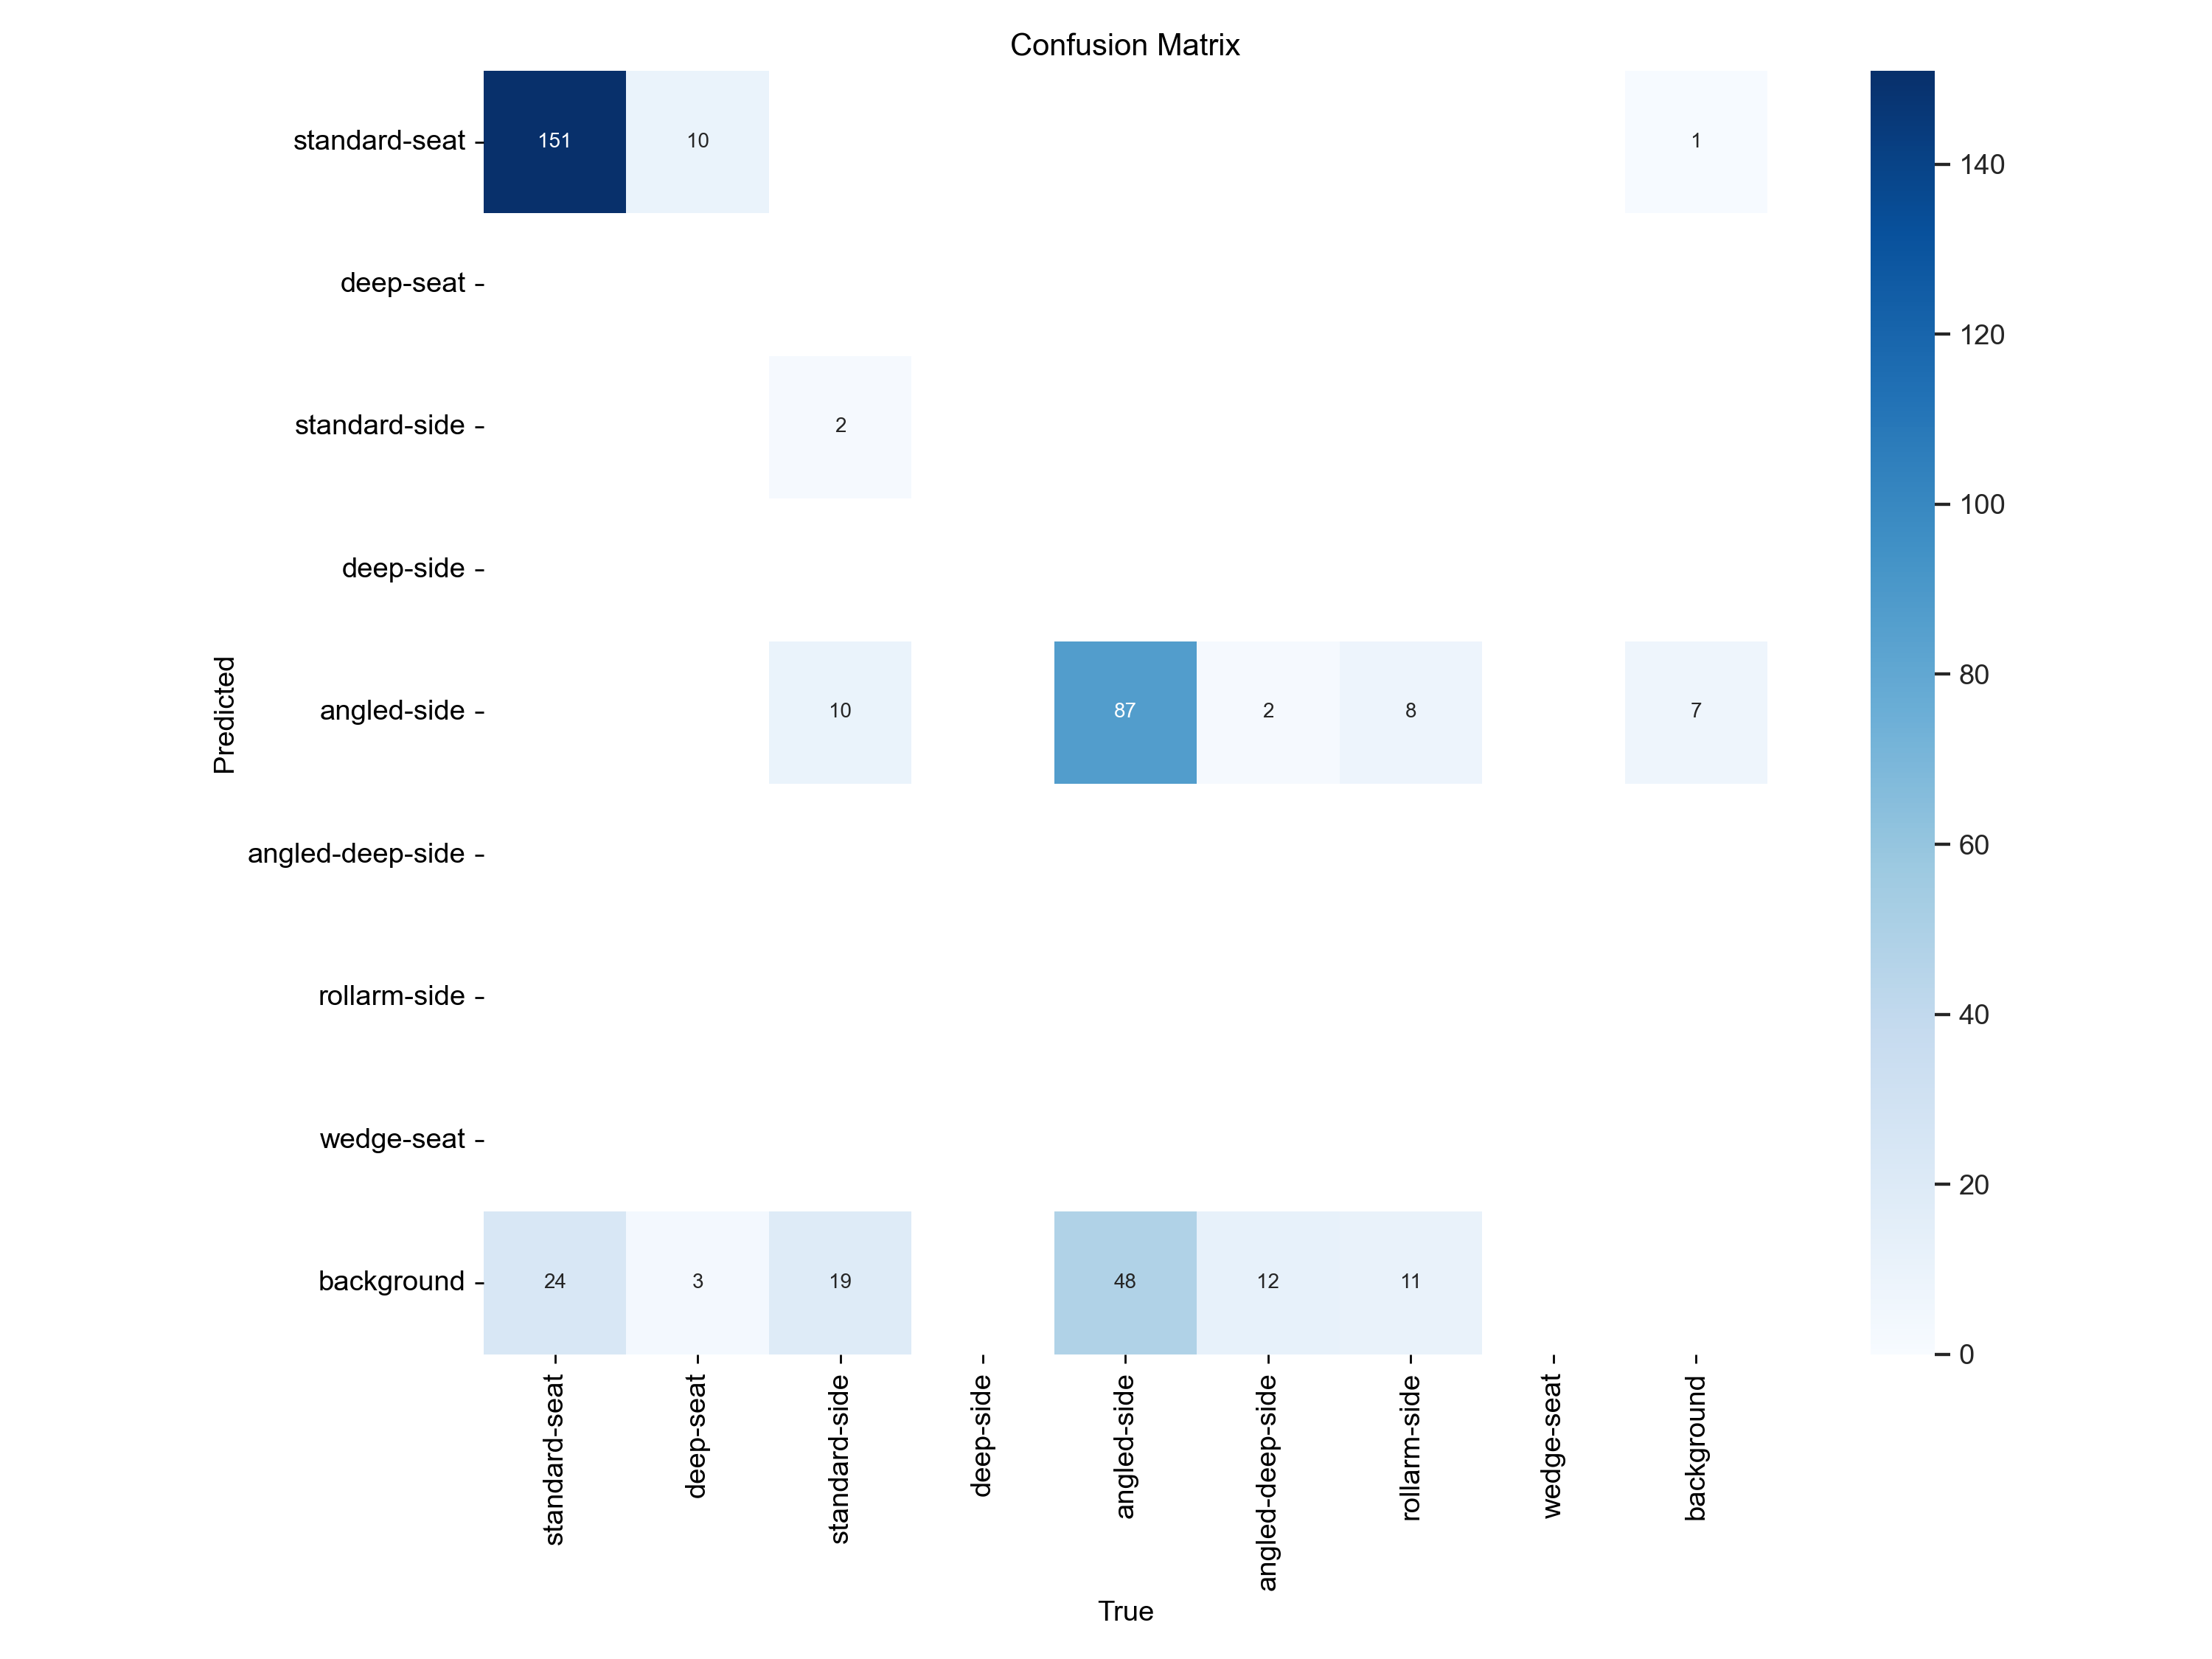 Confusion Matrix
standard-seat
151
10
1
deep-seat
standard-side
2
deep-side
angled-side
10
87
2
8
7
angled-deep-side
rollarm-side
wedge-seat
background
24
3
19
48
12
11
Predicted
standard-seat
deep-seat
standard-side
deep-side
angled-side
angled-deep-side
rollarm-side
wedge-seat
background
True
140
120
100
80
60
40
20
0